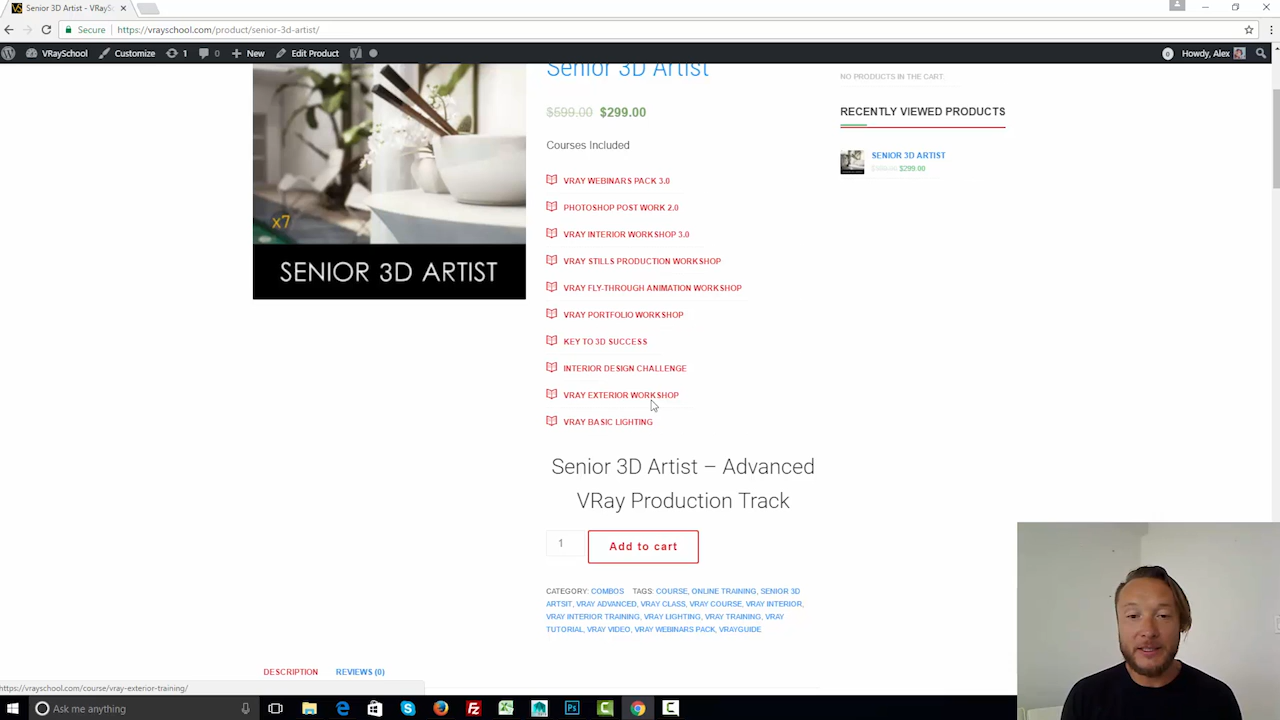 Senior 3D Artist - VRaySc
Secure
https://vrayschool.com/product/senior-3d-artist/
VRaySchool
Customize
1
0
New
Edit Product
0
Howdy, Alex
Senior 3D Artist
$599.00 $299.00
Courses Included
VRAY WEBINARS PACK 3.0
PHOTOSHOP POST WORK 2.0
VRAY INTERIOR WORKSHOP 3.0
VRAY STILLS PRODUCTION WORKSHOP
VRAY FLY-THROUGH ANIMATION WORKSHOP
VRAY PORTFOLIO WORKSHOP
KEY TO 3D SUCCESS
INTERIOR DESIGN CHALLENGE
VRAY EXTERIOR WORKSHOP
VRAY BASIC LIGHTING
x7
SENIOR 3D ARTIST
Senior 3D Artist – Advanced
VRay Production Track
1
Add to cart
CATEGORY: COMBOS TAGS: COURSE, ONLINE TRAINING, SENIOR 3D
ARTSIT, VRAY ADVANCED, VRAY CLASS, VRAY COURSE, VRAY INTERIOR,
VRAY INTERIOR TRAINING, VRAY LIGHTING, VRAY TRAINING, VRAY
TUTORIAL, VRAY VIDEO, VRAY WEBINARS PACK, VRAYGUIDE
NO PRODUCTS IN THE CART.
RECENTLY VIEWED PRODUCTS
SENIOR 3D ARTIST
$599.00 $299.00
DESCRIPTION
REVIEWS (0)
https://vrayschool.com/course/vray-exterior-training/
Ask me anything